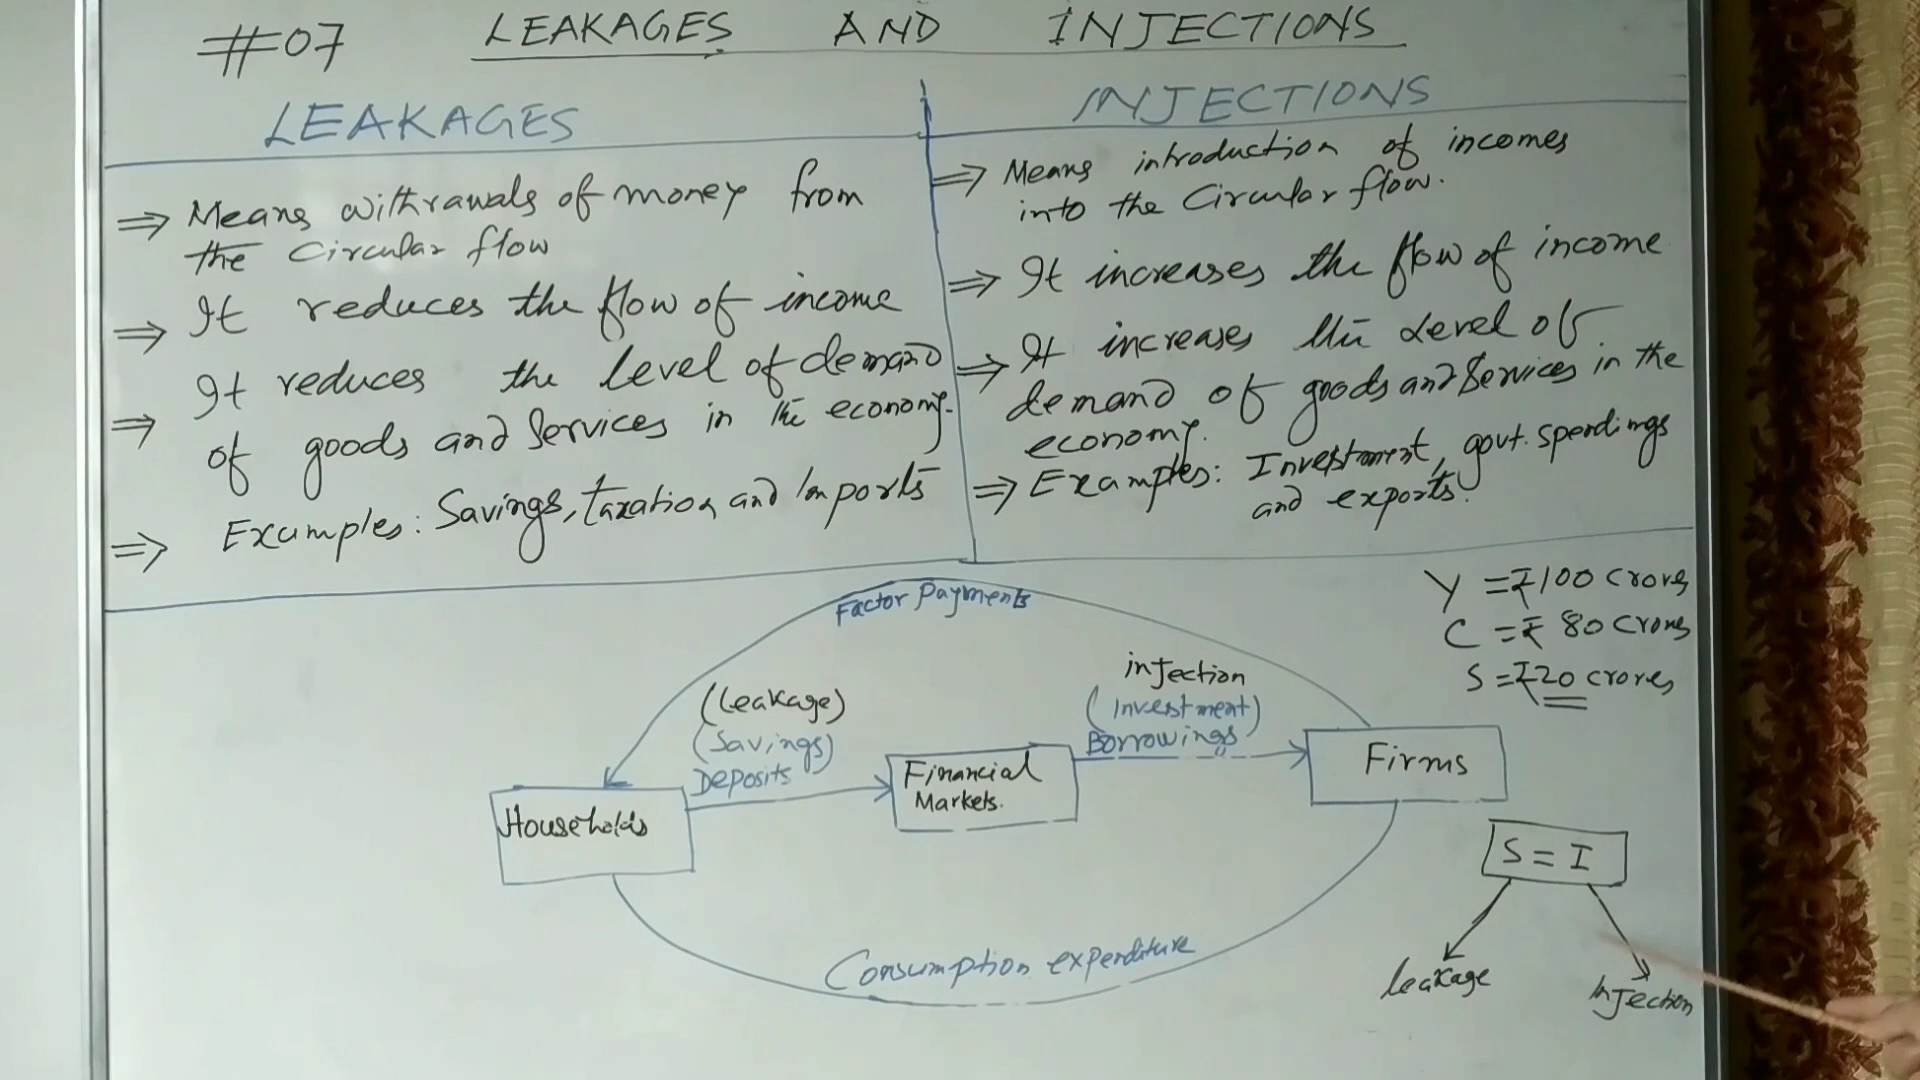 #07 LEAKAGES AND INJECTIONS
LEAKAGES
⇒ Means withrawals of money from
the Circular flow
⇒ It reduces the flow of income
⇒ It reduces the level of demand
of goods and services in the economy.
⇒ Examples: Savings, taxation and Imports
INJECTIONS
⇒ Means introduction of incomes
into the Circular flow.
⇒ It increases the flow of income
⇒ It increases the Level of
demand of goods and services in the
economy.
⇒ Examples: Investment, govt. spendings
and exports.
Y = ₹100 Crores
C = ₹ 80 Crores
S = ₹20 crores
Factor Payments
(Leakage)
(Savings)
Deposits
injection
(Investment)
Borrowings
Households
Financial
Markets.
Firms
Consumption expenditure
S = I
leakage
Injection